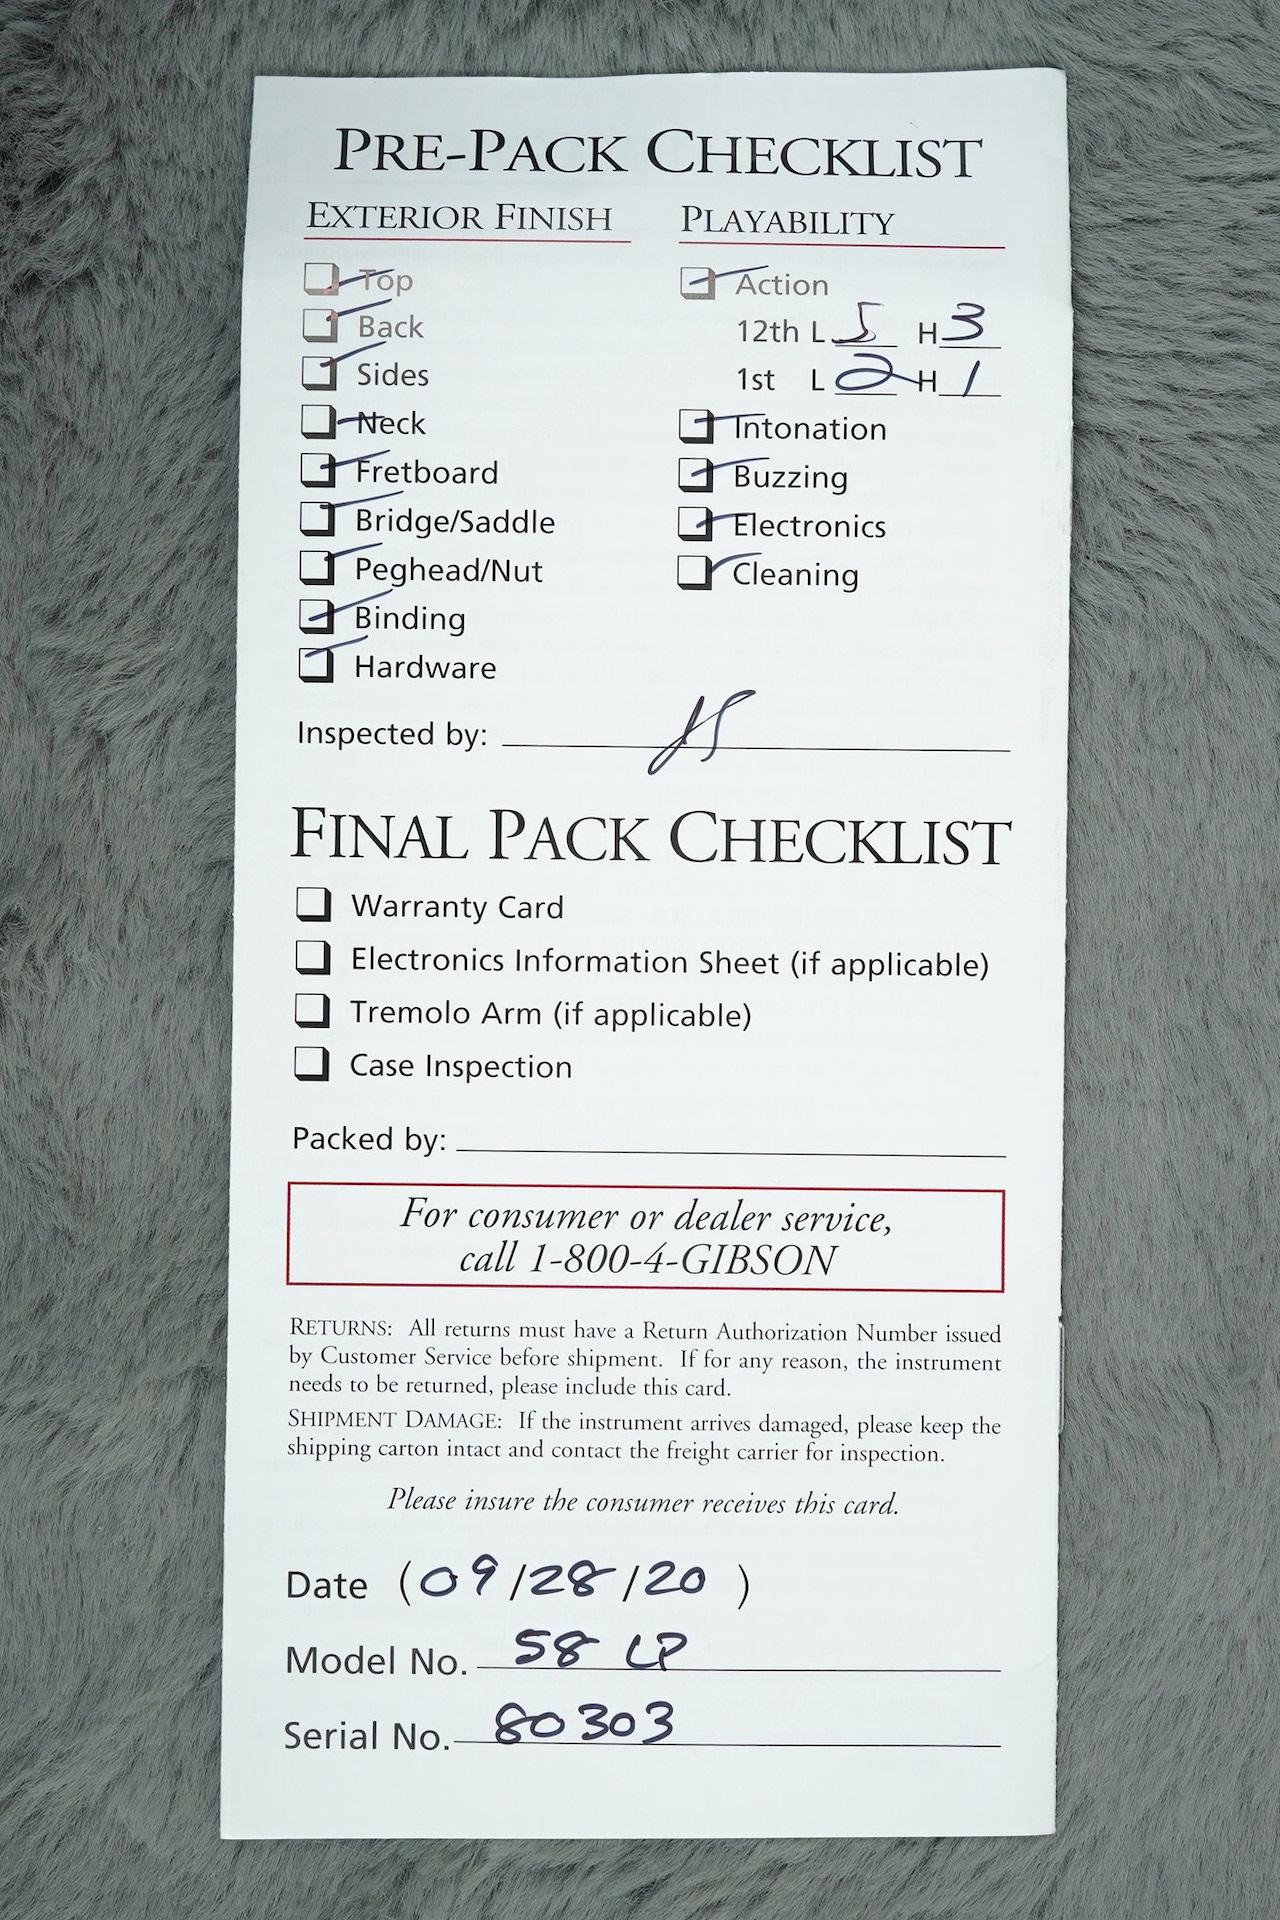 PRE-PACK CHECKLIST
EXTERIOR FINISH
Top
Back
Sides
Neck
Fretboard
Bridge/Saddle
Peghead/Nut
Binding
Hardware
PLAYABILITY
Action
12th L 5 H 3
1st L 2 H 1
Intonation
Buzzing
Electronics
Cleaning
Inspected by:
FINAL PACK CHECKLIST
Warranty Card
Electronics Information Sheet (if applicable)
Tremolo Arm (if applicable)
Case Inspection
Packed by:
For consumer or dealer service,
call 1-800-4-GIBSON
RETURNS: All returns must have a Return Authorization Number issued
by Customer Service before shipment. If for any reason, the instrument
needs to be returned, please include this card.
SHIPMENT DAMAGE: If the instrument arrives damaged, please keep the
shipping carton intact and contact the freight carrier for inspection.
Please insure the consumer receives this card.
Date (09/28/20)
Model No. 58 LP
Serial No. 80303